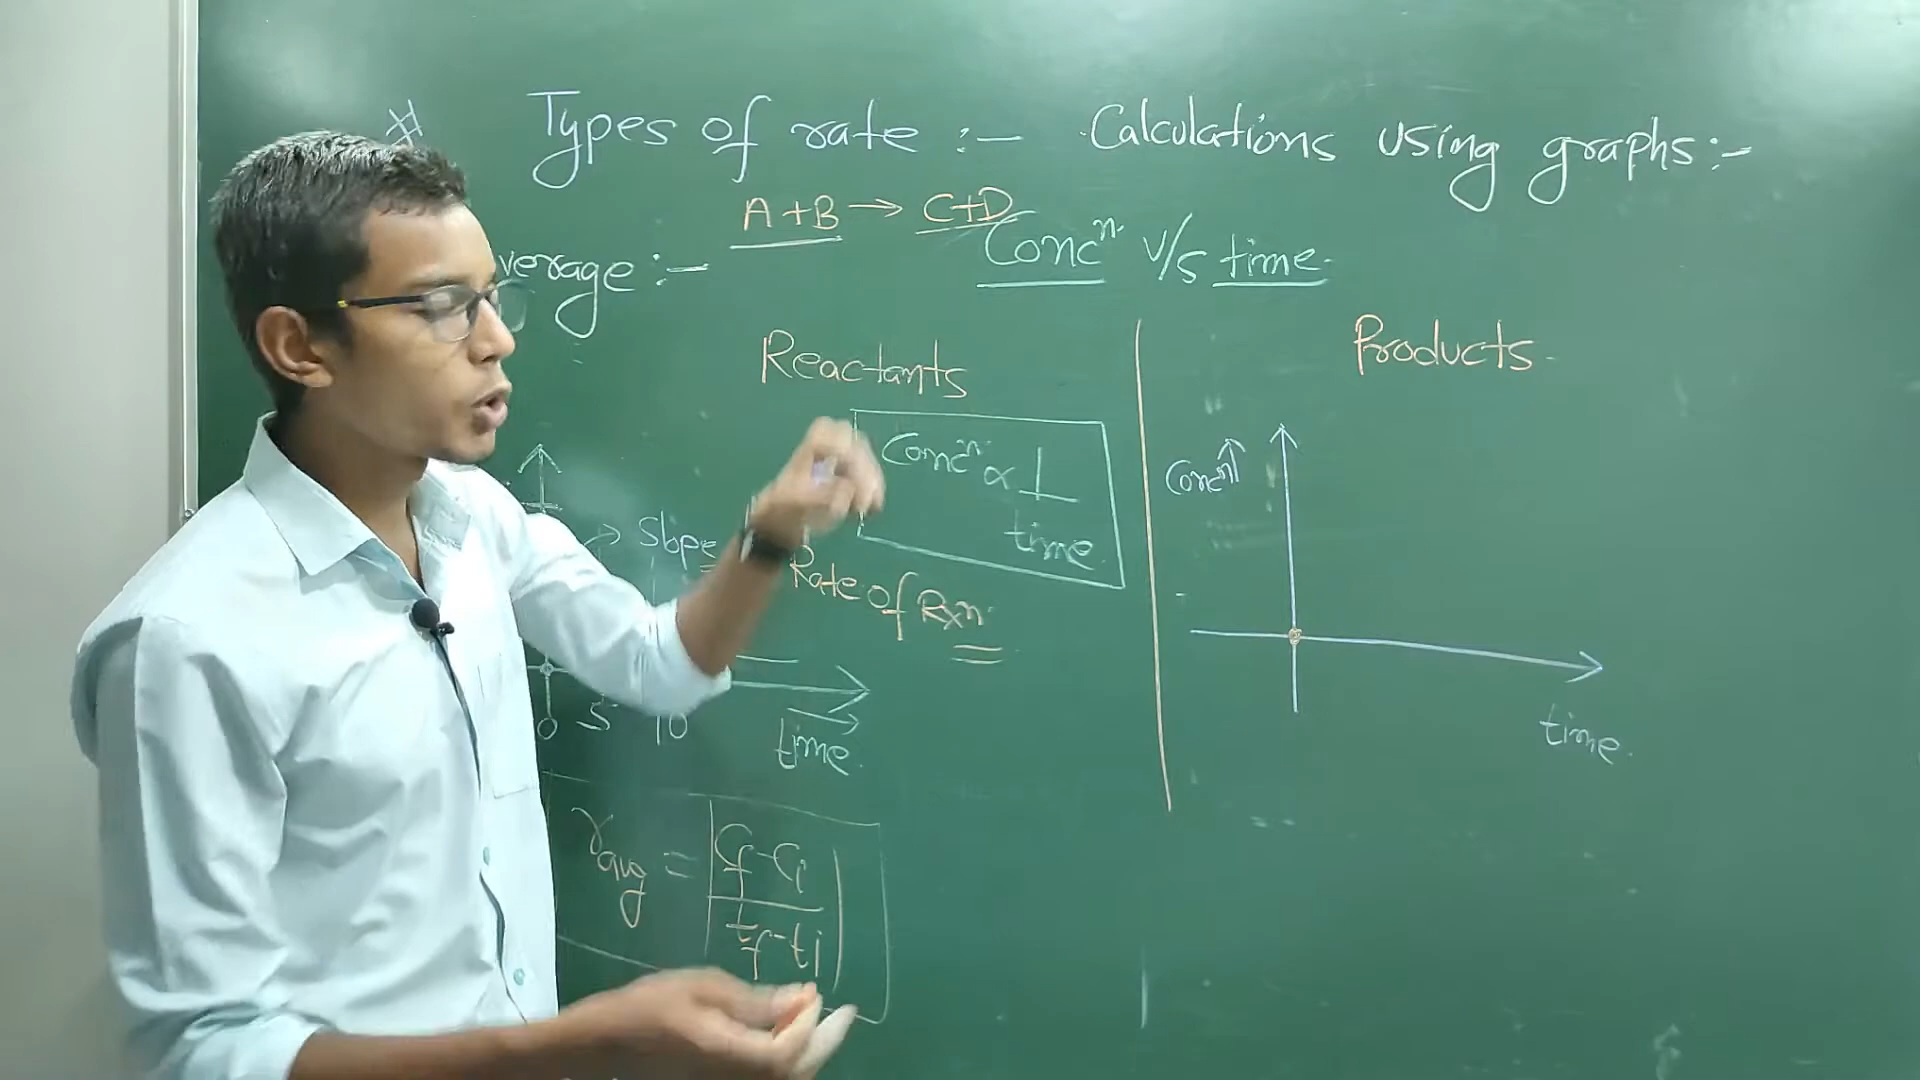 Types of rate :- Calculations using graphs :-
A + B → C + D
verage :- Concⁿ v/s time
Reactants
Products
Concⁿ ∝ 1/time
Concⁿ↑
Slope
Rate of Rxn
0 5 10
time
time
r avg = |Cf - Ci / tf - ti|